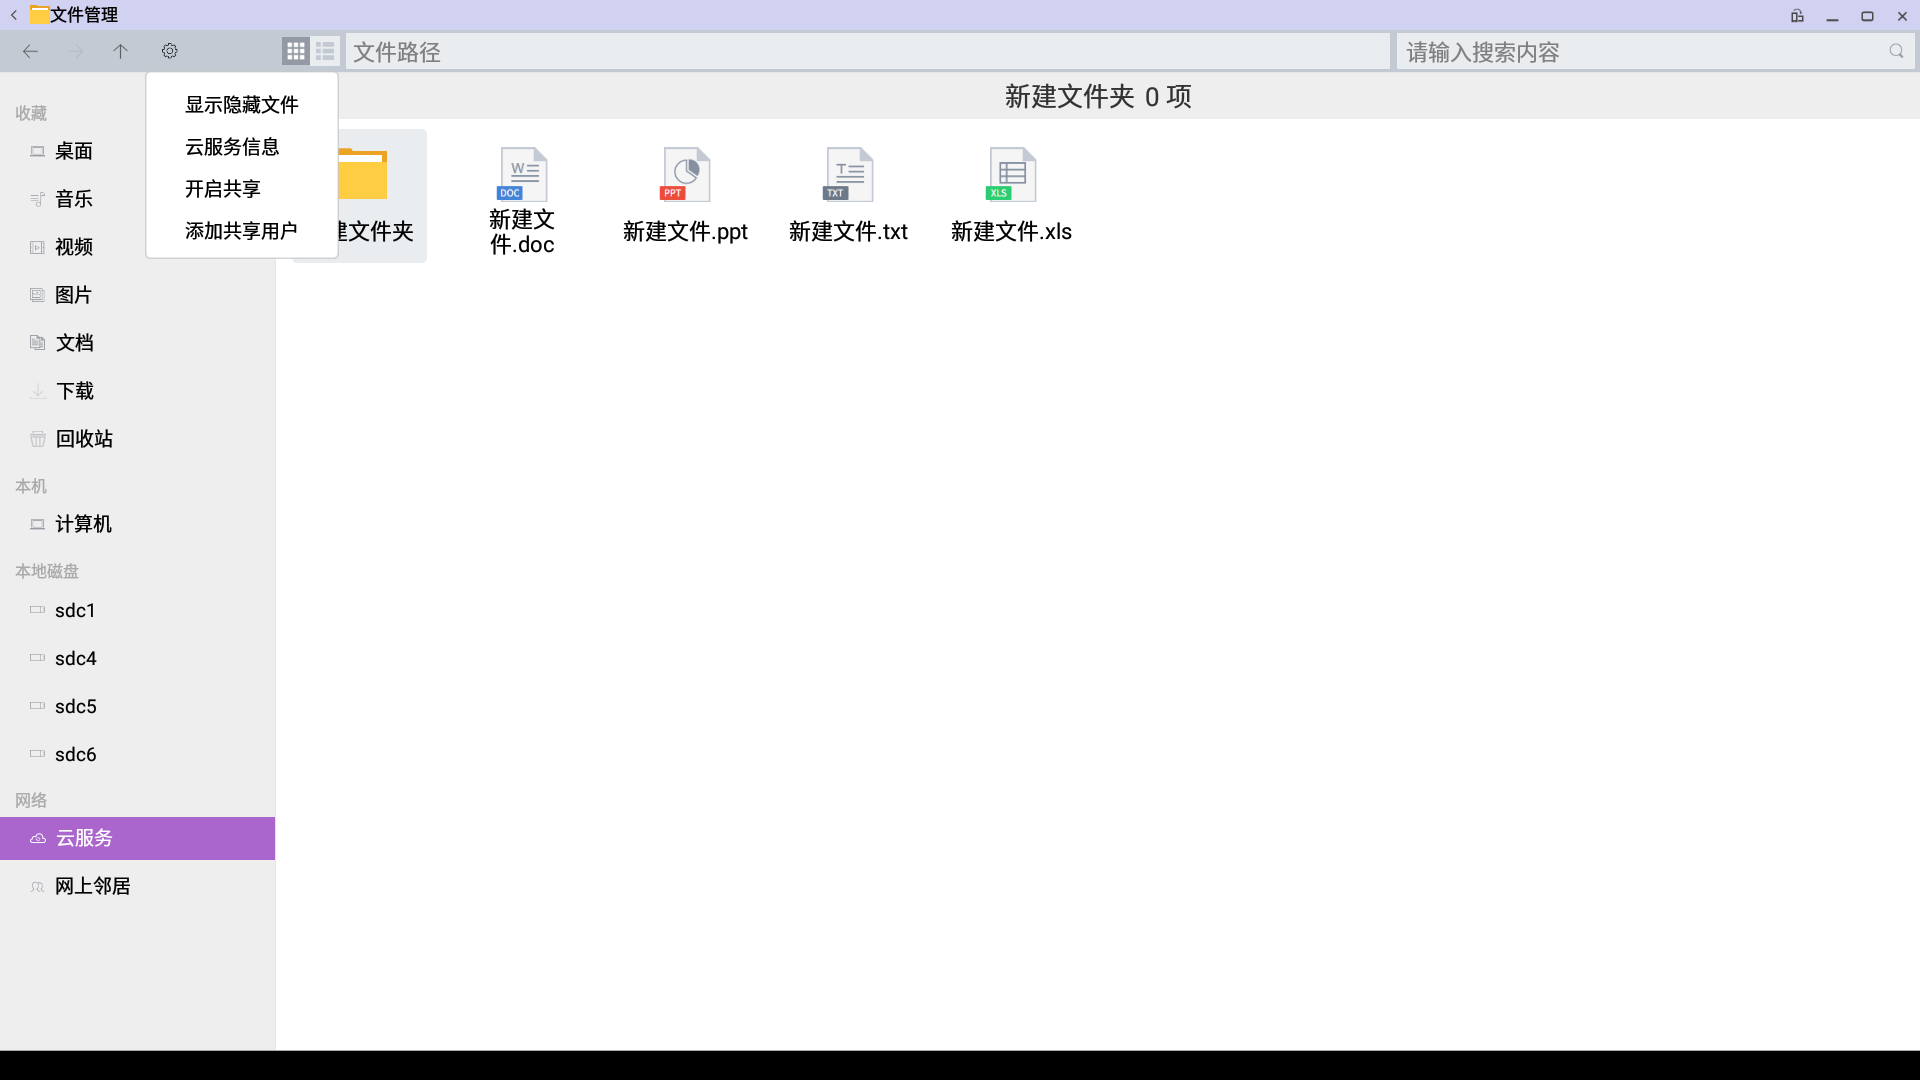 文件管理
文件路径
请输入搜索内容
显示隐藏文件
云服务信息
开启共享
添加共享用户
新建文件夹 0 项
收藏
桌面
音乐
视频
图片
文档
下载
回收站
本机
计算机
本地磁盘
sdc1
sdc4
sdc5
sdc6
网络
云服务
网上邻居
建文件夹
W
DOC
新建文
件.doc
PPT
新建文件.ppt
T
TXT
新建文件.txt
XLS
新建文件.xls